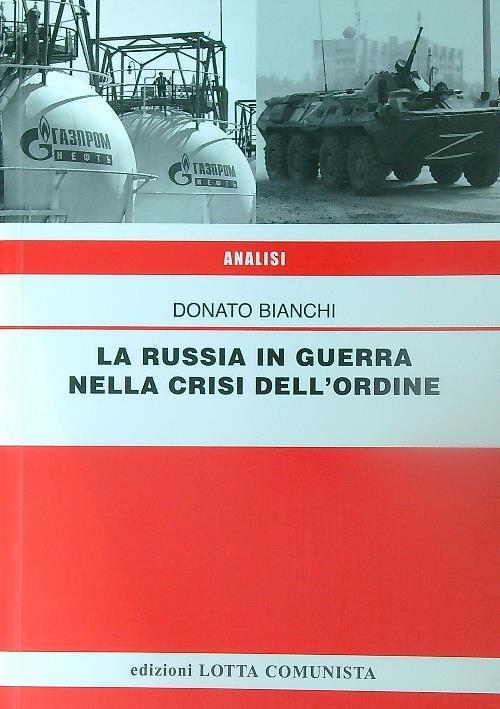 ГАЗПРОМ
НЕФТЬ
ГАЗПРОМ
НЕФТЬ
Z
ANALISI
DONATO BIANCHI
LA RUSSIA IN GUERRA
NELLA CRISI DELL'ORDINE
edizioni LOTTA COMUNISTA